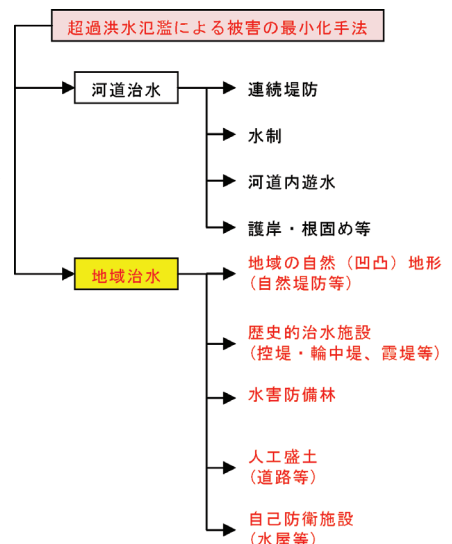 超過洪水氾濫による被害の最小化手法
河道治水
連続堤防
水制
河道内遊水
護岸・根固め等
地域治水
地域の自然（凹凸）地形
(自然堤防等)
歴史的治水施設
(控堤・輪中堤、霞堤等)
水害防備林
人工盛土
(道路等)
自己防衛施設
(水屋等)